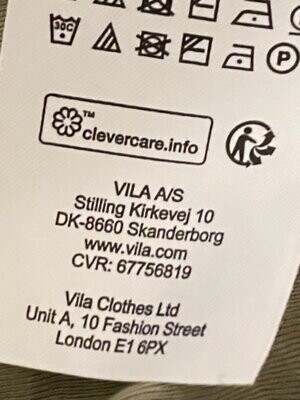 30C
P
™
clevercare.info
VILA A/S
Stilling Kirkevej 10
DK-8660 Skanderborg
www.vila.com
CVR: 67756819
Vila Clothes Ltd
Unit A, 10 Fashion Street
London E1 6PX